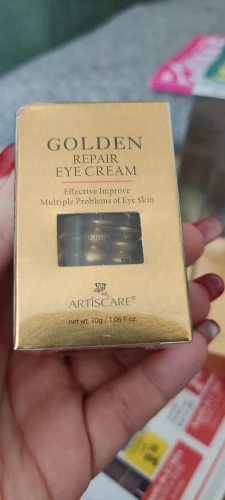 GOLDEN
REPAIR
EYE CREAM
Effective Improve
Multiple Problems of Eye Skin
ARTISCARE®
net wt. 30g / 1.06 fl. oz.